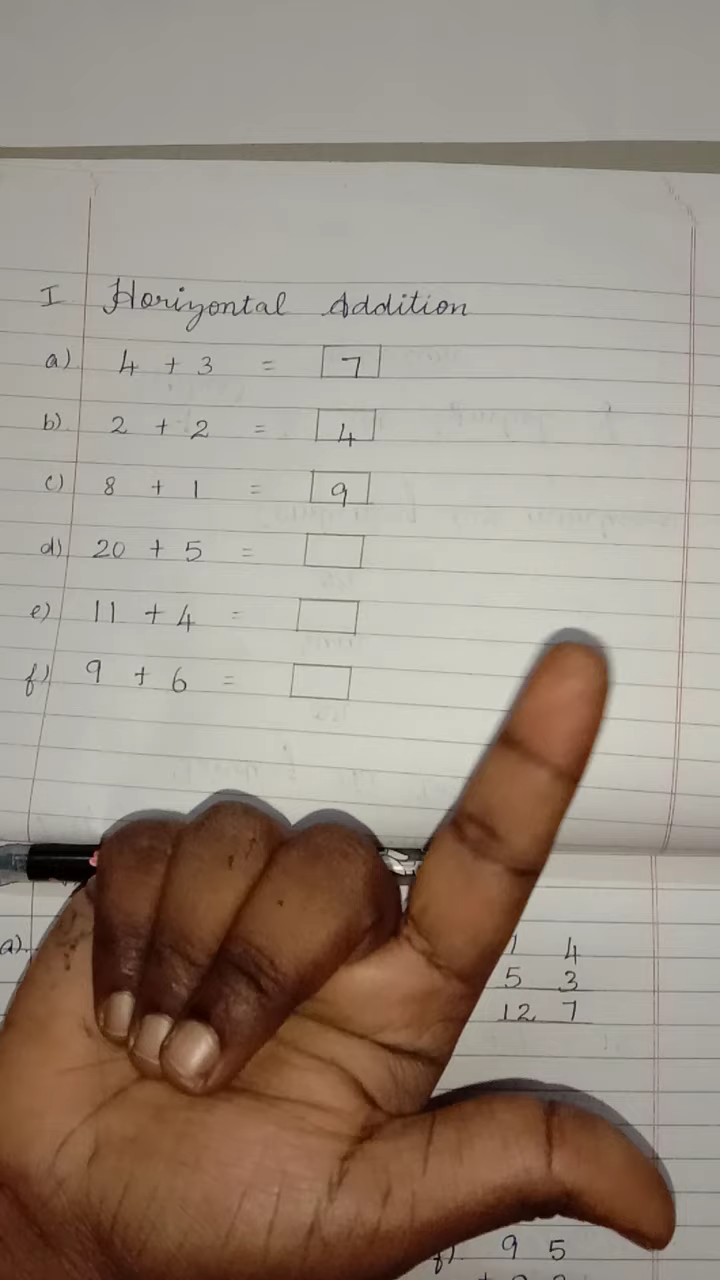 I Horizontal Addition
a) 4 + 3 = 7
b) 2 + 2 = 4
c) 8 + 1 = 9
d) 20 + 5 =
e) 11 + 4 =
f) 9 + 6 =
a).
4
5 3
12 7
f). 9 5